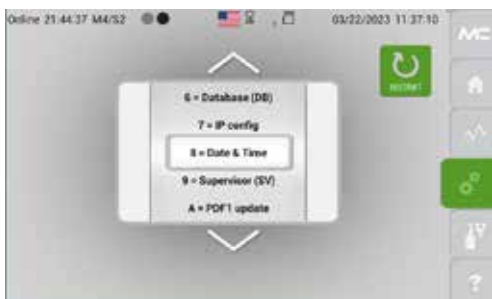 Online 21:44:37 M4/S2
03/22/2023 11:37:10
MC
RESTART
6 = Database (DB)
7 = IP config
8 = Date & Time
9 = Supervisor (SV)
A = PDF1 update
?